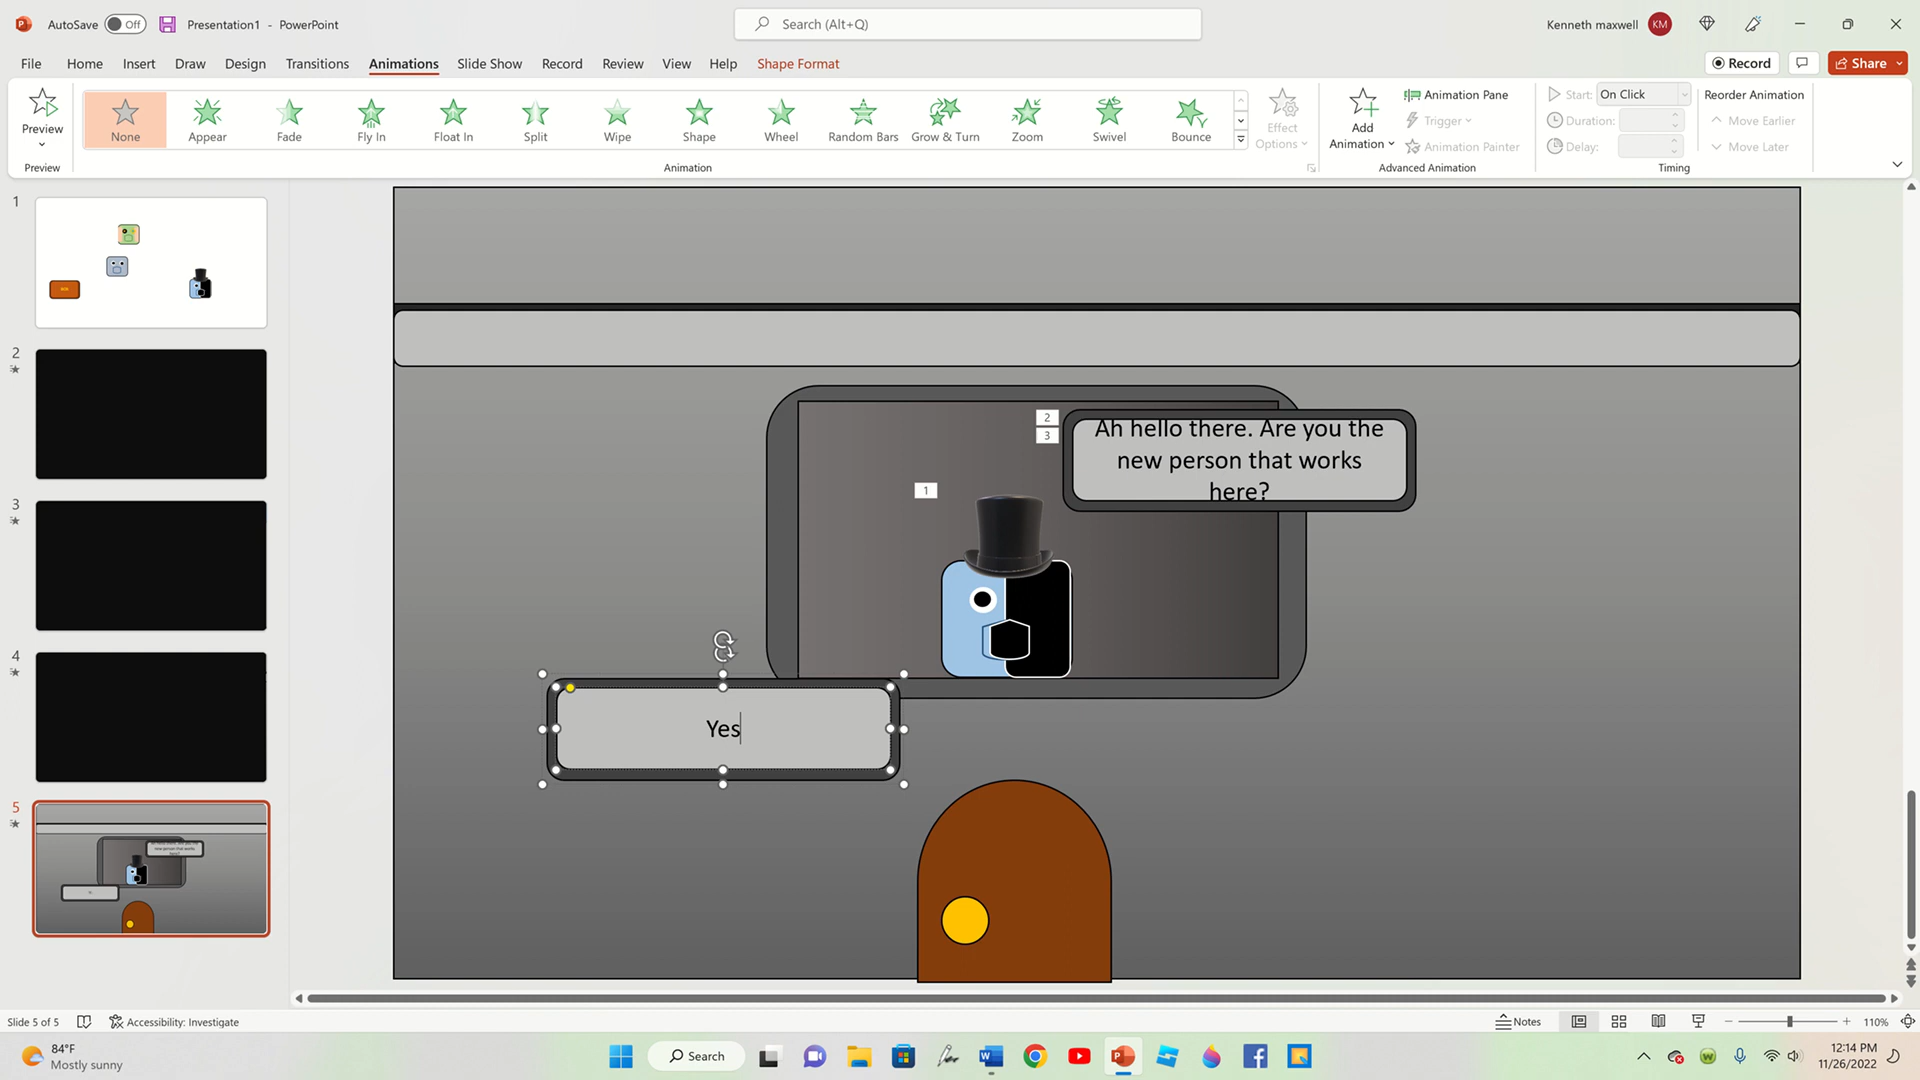 AutoSave Off Presentation1 - PowerPoint Search (Alt+Q) Kenneth maxwell KM
File Home Insert Draw Design Transitions Animations Slide Show Record Review View Help Shape Format Record Share
Preview None Appear Fade Fly In Float In Split Wipe Shape Wheel Random Bars Grow & Turn Zoom Swivel Bounce Effect Options Add Animation
Animation Pane Start: On Click Reorder Animation
Trigger Duration: Move Earlier
Animation Painter Delay: Move Later
Preview Animation Advanced Animation Timing
1
2
3
4
5
2
3
1
Ah hello there. Are you the
new person that works
here?
Yes
Slide 5 of 5 Accessibility: Investigate Notes 110%
84°F
Mostly sunny
Search
12:14 PM
11/26/2022